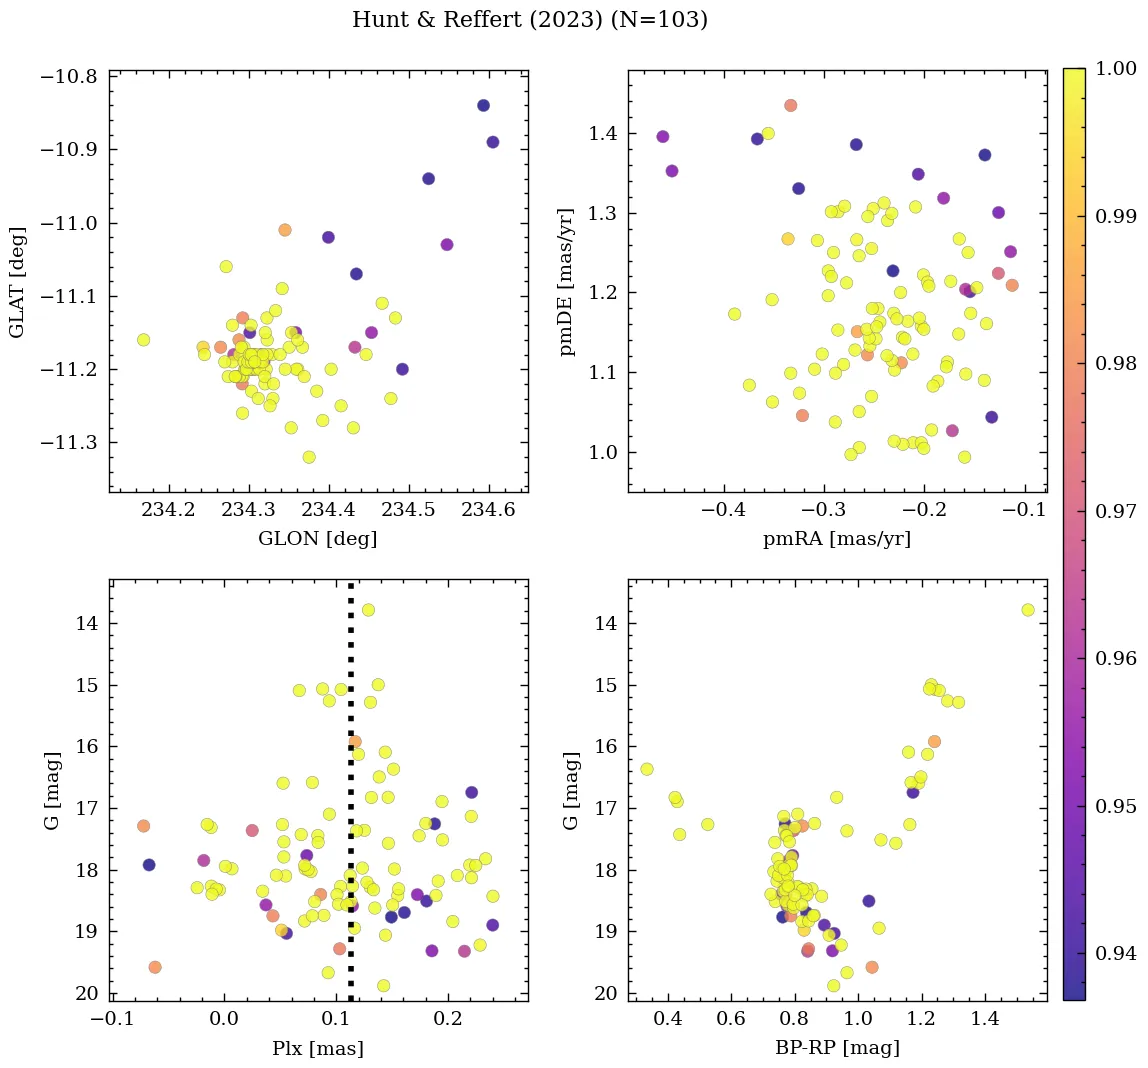 Hunt & Reffert (2023) (N=103)
−10.8
−10.9
−11.0
−11.1
−11.2
−11.3
GLAT [deg]
234.2 234.3 234.4 234.5 234.6
GLON [deg]
1.4
1.3
1.2
1.1
1.0
pmDE [mas/yr]
−0.4 −0.3 −0.2 −0.1
pmRA [mas/yr]
14
15
16
17
18
19
20
G [mag]
−0.1 0.0 0.1 0.2
Plx [mas]
14
15
16
17
18
19
20
G [mag]
0.4 0.6 0.8 1.0 1.2 1.4
BP-RP [mag]
1.00
0.99
0.98
0.97
0.96
0.95
0.94